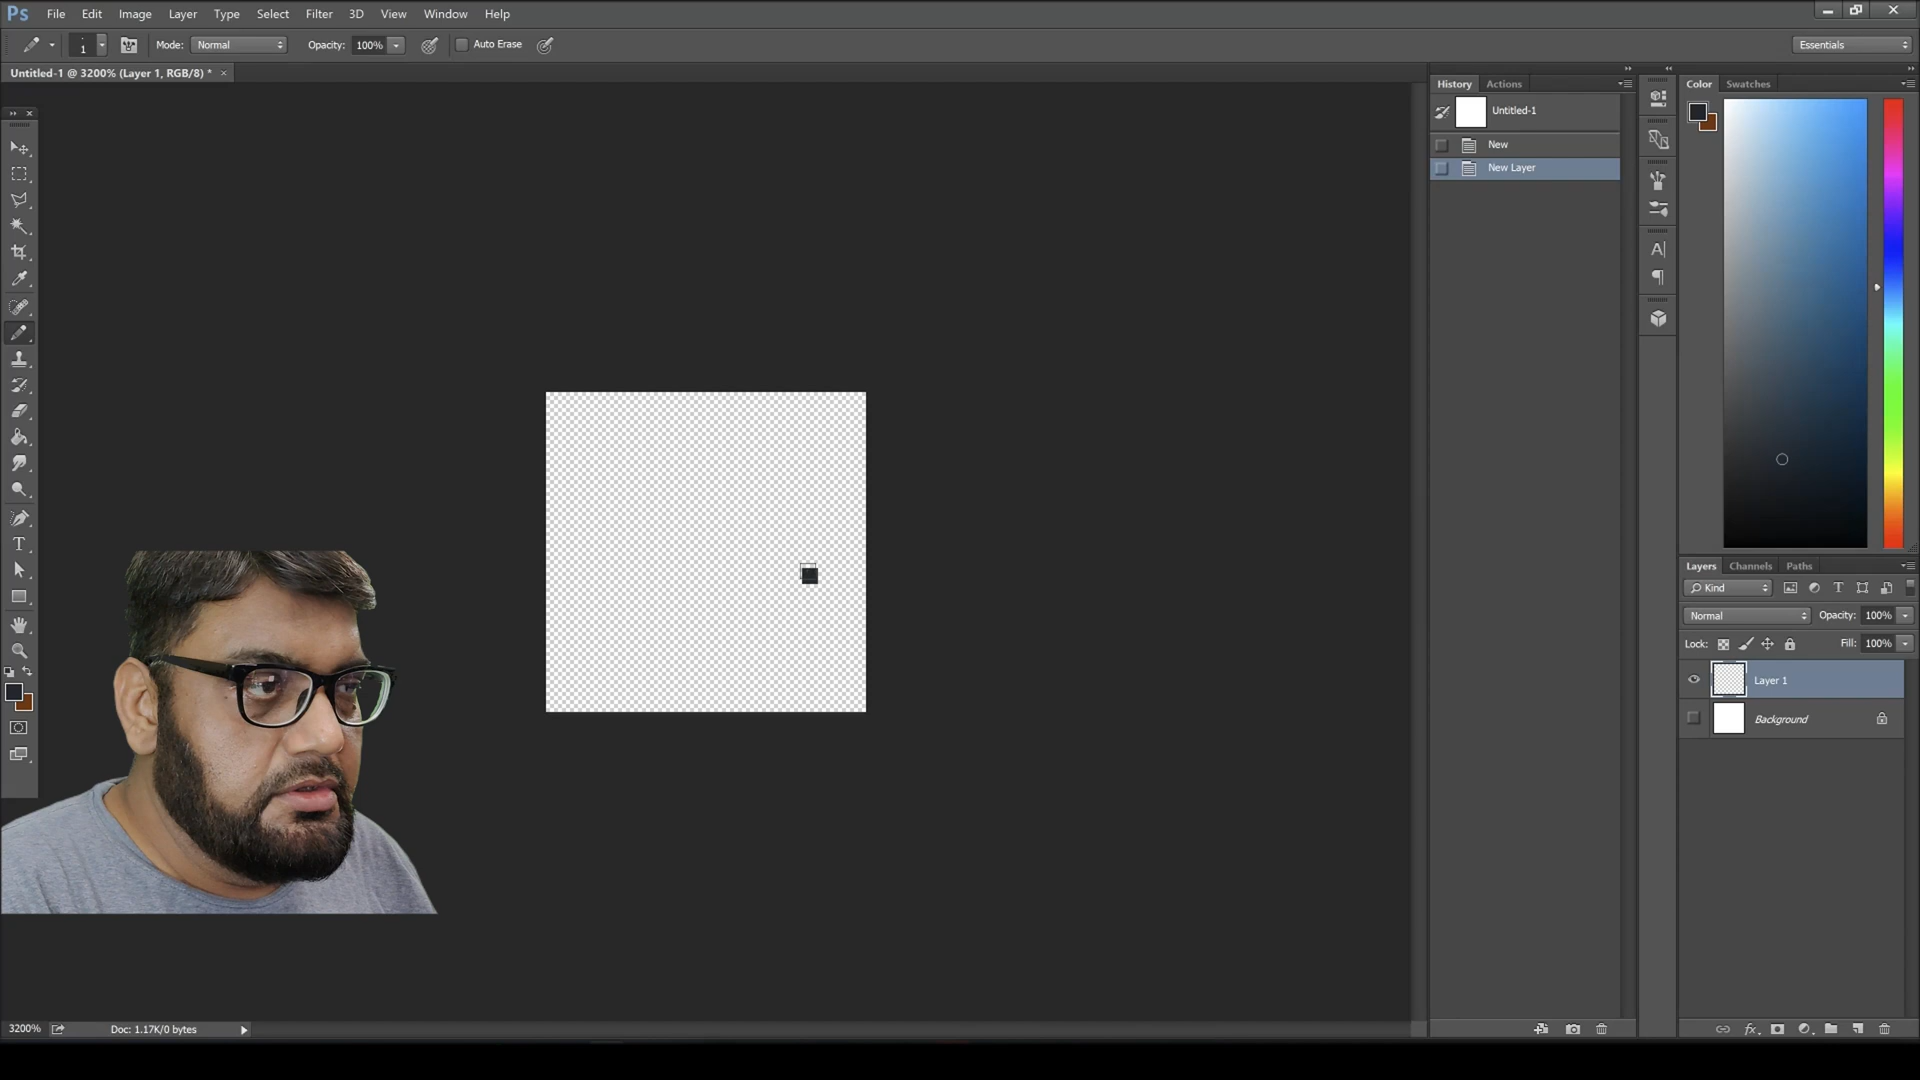 Ps File Edit Image Layer Type Select Filter 3D View Window Help
1 Mode: Normal Opacity: 100% Auto Erase Essentials
Untitled-1 @ 3200% (Layer 1, RGB/8) * ×
History Actions
Untitled-1
New
New Layer
Color Swatches
Layers Channels Paths
Kind
Normal Opacity: 100%
Lock: Fill: 100%
Layer 1
Background
3200% Doc: 1.17K/0 bytes